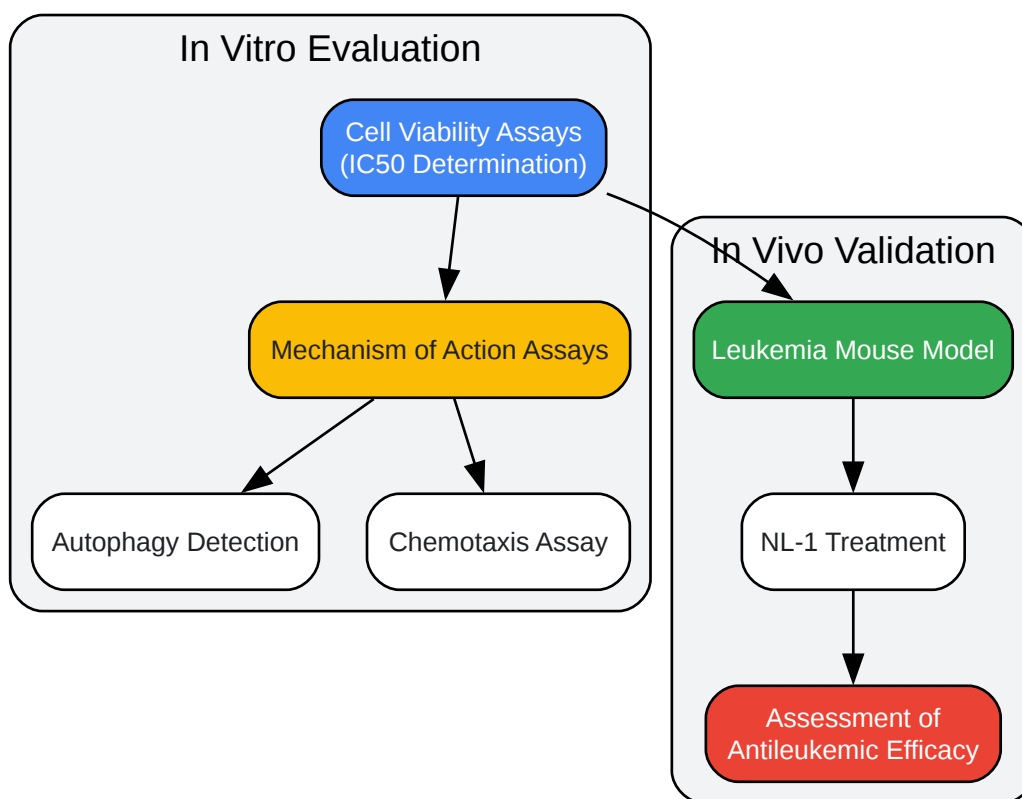 In Vitro Evaluation
Cell Viability Assays
(IC50 Determination)
In Vivo Validation
Mechanism of Action Assays
Leukemia Mouse Model
Autophagy Detection
Chemotaxis Assay
NL-1 Treatment
Assessment of
Antileukemic Efficacy